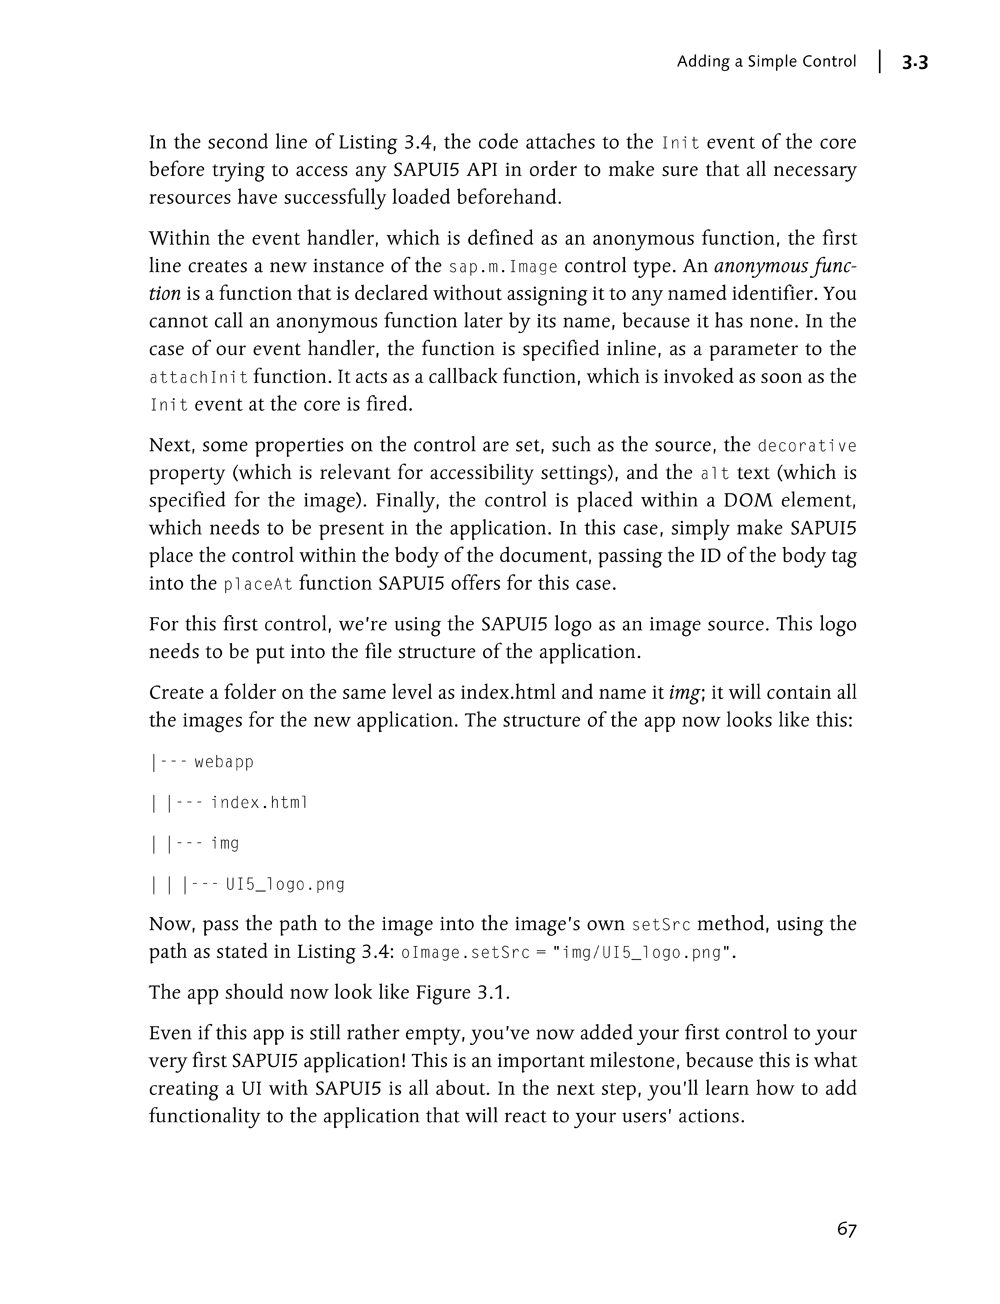 Adding a Simple Control | 3.3
In the second line of Listing 3.4, the code attaches to the Init event of the core
before trying to access any SAPUI5 API in order to make sure that all necessary
resources have successfully loaded beforehand.
Within the event handler, which is defined as an anonymous function, the first
line creates a new instance of the sap.m.Image control type. An anonymous func-
tion is a function that is declared without assigning it to any named identifier. You
cannot call an anonymous function later by its name, because it has none. In the
case of our event handler, the function is specified inline, as a parameter to the
attachInit function. It acts as a callback function, which is invoked as soon as the
Init event at the core is fired.
Next, some properties on the control are set, such as the source, the decorative
property (which is relevant for accessibility settings), and the alt text (which is
specified for the image). Finally, the control is placed within a DOM element,
which needs to be present in the application. In this case, simply make SAPUI5
place the control within the body of the document, passing the ID of the body tag
into the placeAt function SAPUI5 offers for this case.
For this first control, we're using the SAPUI5 logo as an image source. This logo
needs to be put into the file structure of the application.
Create a folder on the same level as index.html and name it img; it will contain all
the images for the new application. The structure of the app now looks like this:
|--- webapp
| |--- index.html
| |--- img
| | |--- UI5_logo.png
Now, pass the path to the image into the image's own setSrc method, using the
path as stated in Listing 3.4: oImage.setSrc = "img/UI5_logo.png".
The app should now look like Figure 3.1.
Even if this app is still rather empty, you've now added your first control to your
very first SAPUI5 application! This is an important milestone, because this is what
creating a UI with SAPUI5 is all about. In the next step, you'll learn how to add
functionality to the application that will react to your users' actions.
67